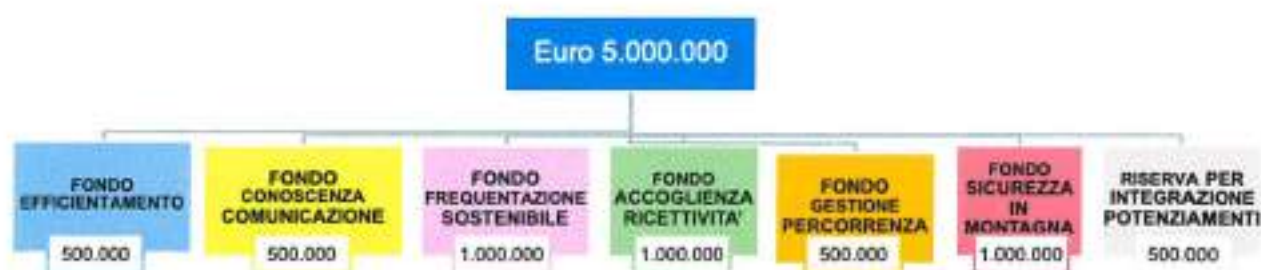 Euro 5.000.000
FONDO
EFFICIENTAMENTO
500.000
FONDO
CONOSCENZA
COMUNICAZIONE
500.000
FONDO
FREQUENTAZIONE
SOSTENIBILE
1.000.000
FONDO
ACCOGLIENZA
RICETTIVITA'
1.000.000
FONDO
GESTIONE
PERCORRENZA
500.000
FONDO
SICUREZZA
IN
MONTAGNA
1.000.000
RISERVA PER
INTEGRAZIONE
POTENZIAMENTI
500.000